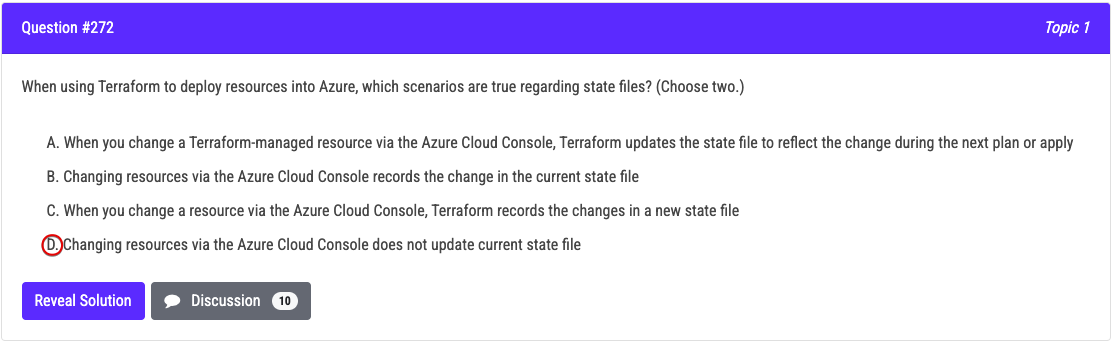 Question #272
Topic 1
When using Terraform to deploy resources into Azure, which scenarios are true regarding state files? (Choose two.)
A. When you change a Terraform-managed resource via the Azure Cloud Console, Terraform updates the state file to reflect the change during the next plan or apply
B. Changing resources via the Azure Cloud Console records the change in the current state file
C. When you change a resource via the Azure Cloud Console, Terraform records the changes in a new state file
D. Changing resources via the Azure Cloud Console does not update current state file
Reveal Solution
Discussion 10